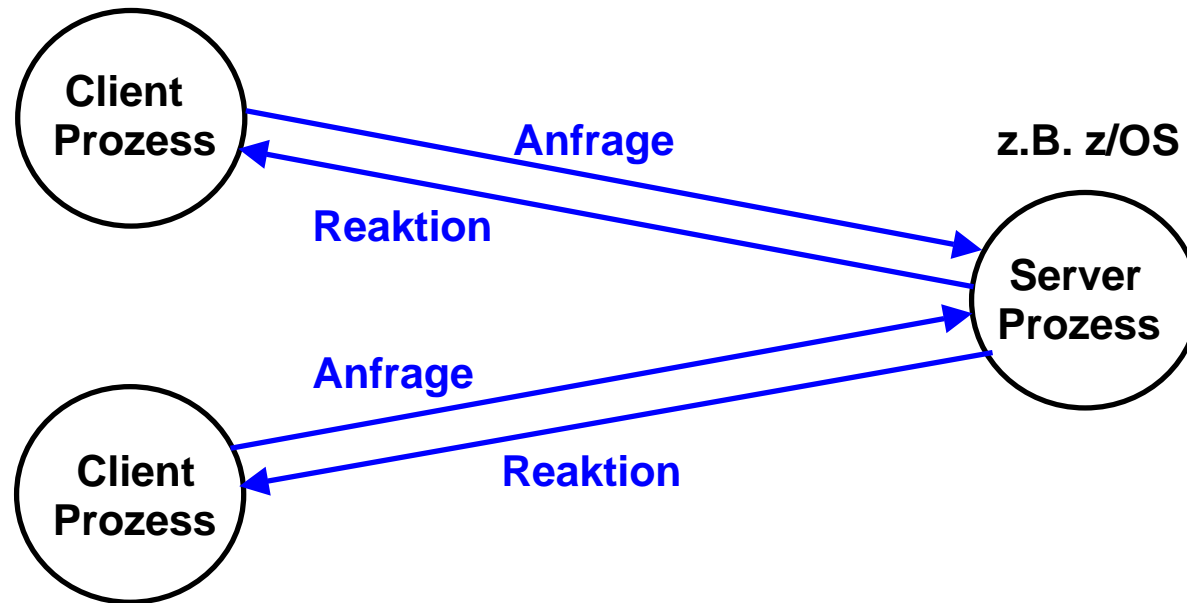 Client
Prozess
Anfrage
z.B. z/OS
Reaktion
Server
Prozess
Anfrage
Reaktion
Client
Prozess